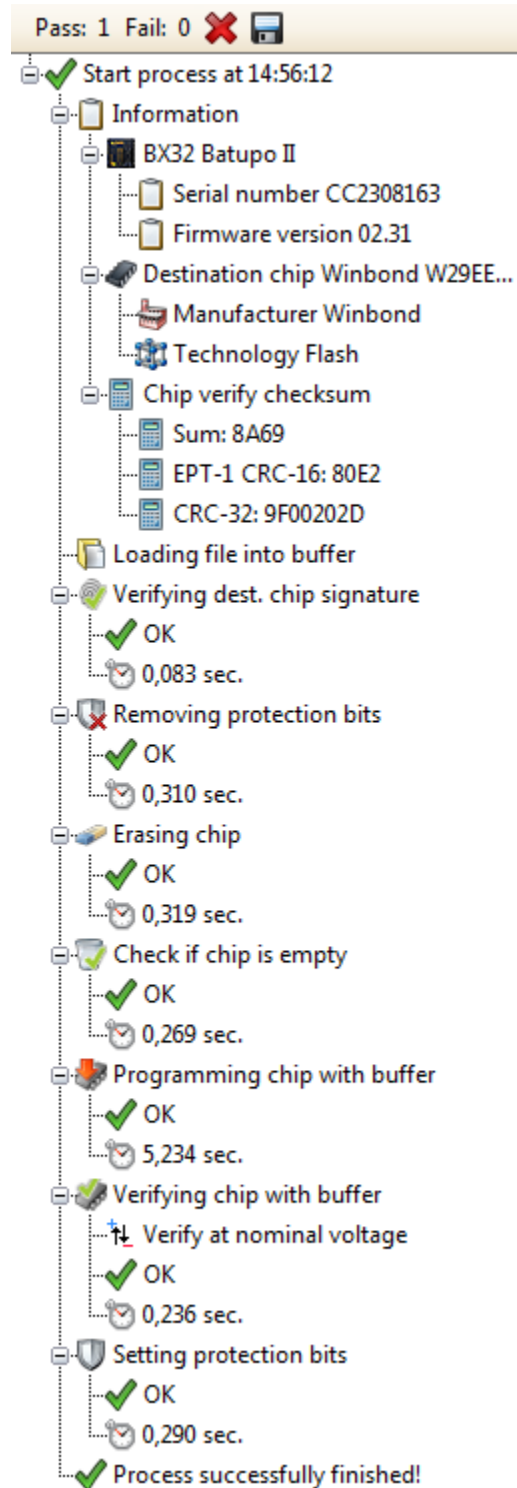 Pass: 1 Fail: 0
Start process at 14:56:12
Information
BX32 Batupo II
Serial number CC2308163
Firmware version 02.31
Destination chip Winbond W29EE...
Manufacturer Winbond
Technology Flash
Chip verify checksum
Sum: 8A69
EPT-1 CRC-16: 80E2
CRC-32: 9F00202D
Loading file into buffer
Verifying dest. chip signature
OK
0,083 sec.
Removing protection bits
OK
0,310 sec.
Erasing chip
OK
0,319 sec.
Check if chip is empty
OK
0,269 sec.
Programming chip with buffer
OK
5,234 sec.
Verifying chip with buffer
Verify at nominal voltage
OK
0,236 sec.
Setting protection bits
OK
0,290 sec.
Process successfully finished!